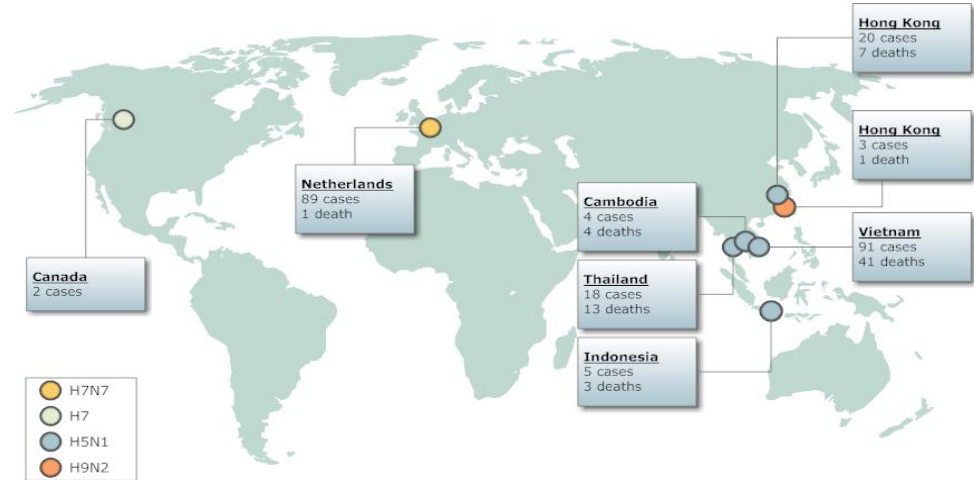 Hong Kong
20 cases
7 deaths
Hong Kong
3 cases
1 death
Netherlands
89 cases
1 death
Cambodia
4 cases
4 deaths
Vietnam
91 cases
41 deaths
Canada
2 cases
Thailand
18 cases
13 deaths
Indonesia
5 cases
3 deaths
H7N7
H7
H5N1
H9N2